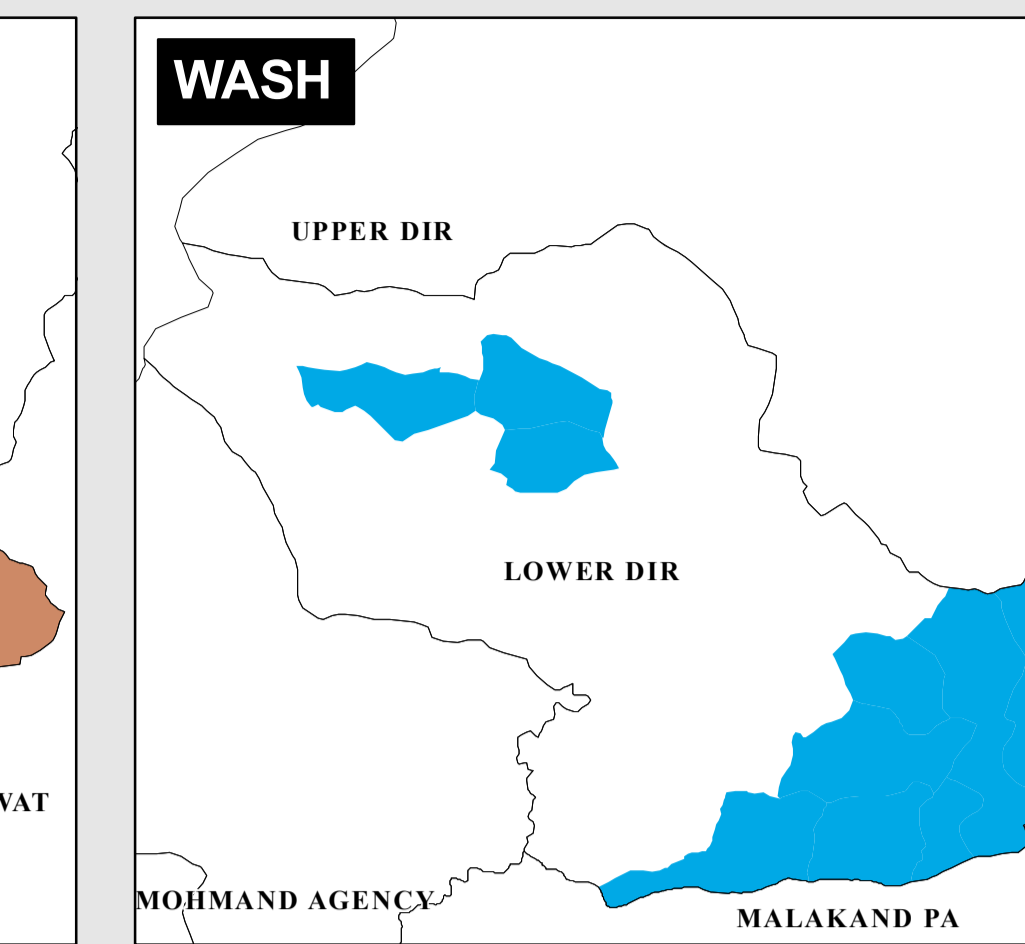 WASH
UPPER DIR
LOWER DIR
VAT
MOHMAND AGENCY
MALAKAND PA